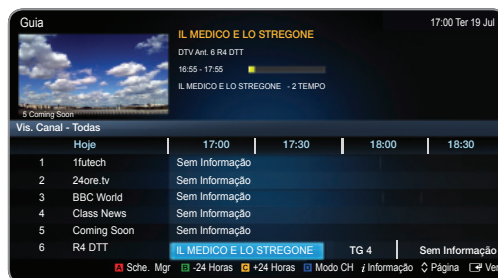 Guia
17:00 Ter 19 Jul
IL MEDICO E LO STREGONE
DTV Ant. 6 R4 DTT
16:55 - 17:55
IL MEDICO E LO STREGONE - 2 TEMPO
5 Coming Soon
Vis. Canal - Todas
Hoje 17:00 17:30 18:00 18:30
1 1futech Sem Informação
2 24ore.tv Sem Informação
3 BBC World Sem Informação
4 Class News Sem Informação
5 Coming Soon Sem Informação
6 R4 DTT IL MEDICO E LO STREGONE TG 4 Sem Informação
A Sche. Mgr B -24 Horas C +24 Horas D Modo CH i Informação Página Ver